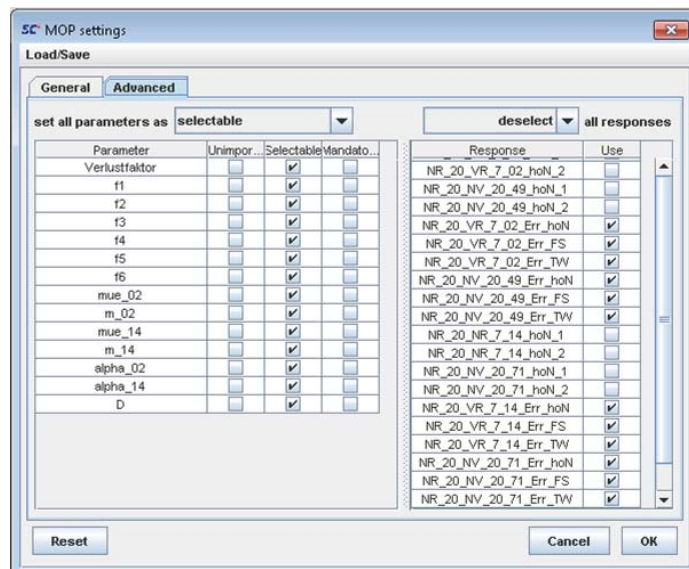 SC+ MOP settings
Load/Save
General Advanced
set all parameters as selectable
deselect all responses
Parameter Unimpor... Selectable Mandato...
Verlustfaktor
f1
f2
f3
f4
f5
f6
mue_02
m_02
mue_14
m_14
alpha_02
alpha_14
D
Response Use
NR_20_VR_7_02_hoN_2
NR_20_NV_20_49_hoN_1
NR_20_NV_20_49_hoN_2
NR_20_VR_7_02_Err_hoN
NR_20_VR_7_02_Err_FS
NR_20_VR_7_02_Err_TW
NR_20_NV_20_49_Err_hoN
NR_20_NV_20_49_Err_FS
NR_20_NV_20_49_Err_TW
NR_20_NR_7_14_hoN_1
NR_20_NR_7_14_hoN_2
NR_20_NV_20_71_hoN_1
NR_20_NV_20_71_hoN_2
NR_20_VR_7_14_Err_hoN
NR_20_VR_7_14_Err_FS
NR_20_VR_7_14_Err_TW
NR_20_NV_20_71_Err_hoN
NR_20_NV_20_71_Err_FS
NR_20_NV_20_71_Err_TW
Reset Cancel OK